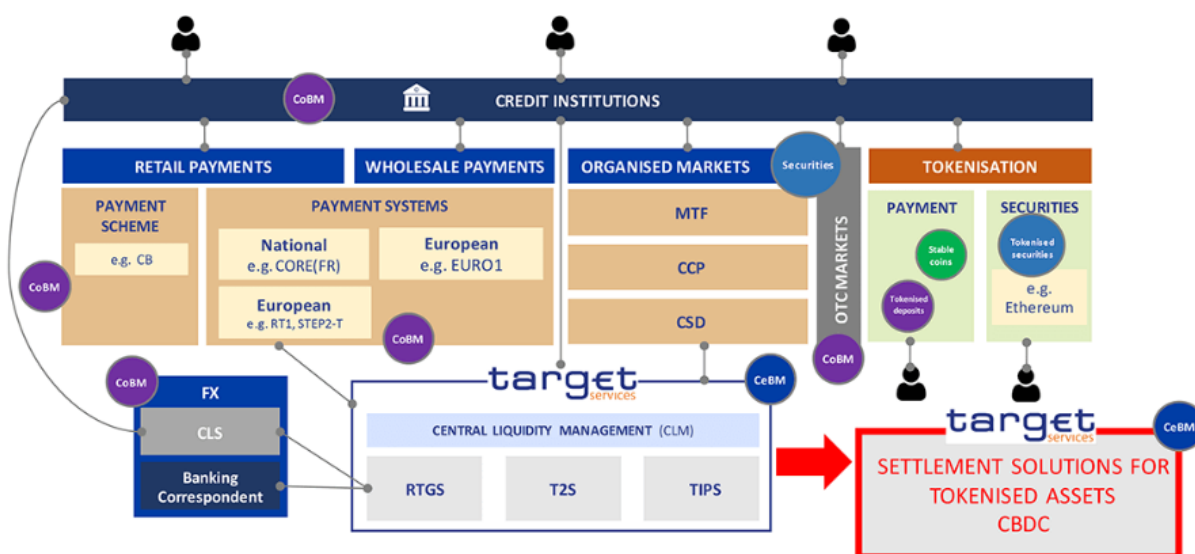 CoBM
CREDIT INSTITUTIONS
RETAIL PAYMENTS
WHOLESALE PAYMENTS
ORGANISED MARKETS
Securities
TOKENISATION
PAYMENT
SCHEME
e.g. CB
CoBM
PAYMENT SYSTEMS
National
e.g. CORE(FR)
European
e.g. EURO1
European
e.g. RT1, STEP2-T
CoBM
MTF
CCP
CSD
OTC MARKETS
CoBM
PAYMENT
Stable
coins
Tokenised
deposits
SECURITIES
Tokenised
securities
e.g.
Ethereum
CoBM
FX
CLS
Banking
Correspondent
target
services
CeBM
CENTRAL LIQUIDITY MANAGEMENT (CLM)
RTGS
T2S
TIPS
target
services
CeBM
SETTLEMENT SOLUTIONS FOR
TOKENISED ASSETS
CBDC